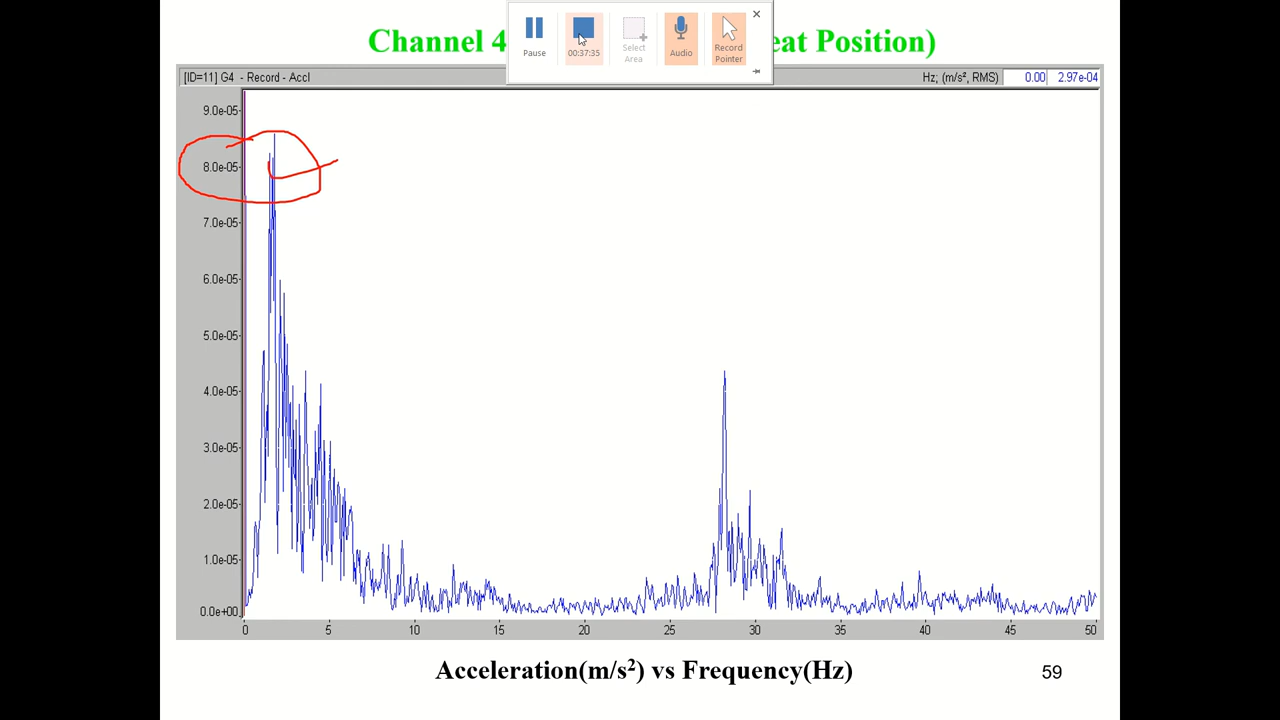 Channel 4
eat Position)
Pause
00:37:35
Select
Area
Audio
Record
Pointer
[ID=11] G4 - Record - Accl
Hz; (m/s², RMS) 0.00 2.97e-04
9.0e-05
8.0e-05
7.0e-05
6.0e-05
5.0e-05
4.0e-05
3.0e-05
2.0e-05
1.0e-05
0.0e+00
0 5 10 15 20 25 30 35 40 45 50
Acceleration(m/s²) vs Frequency(Hz)
59